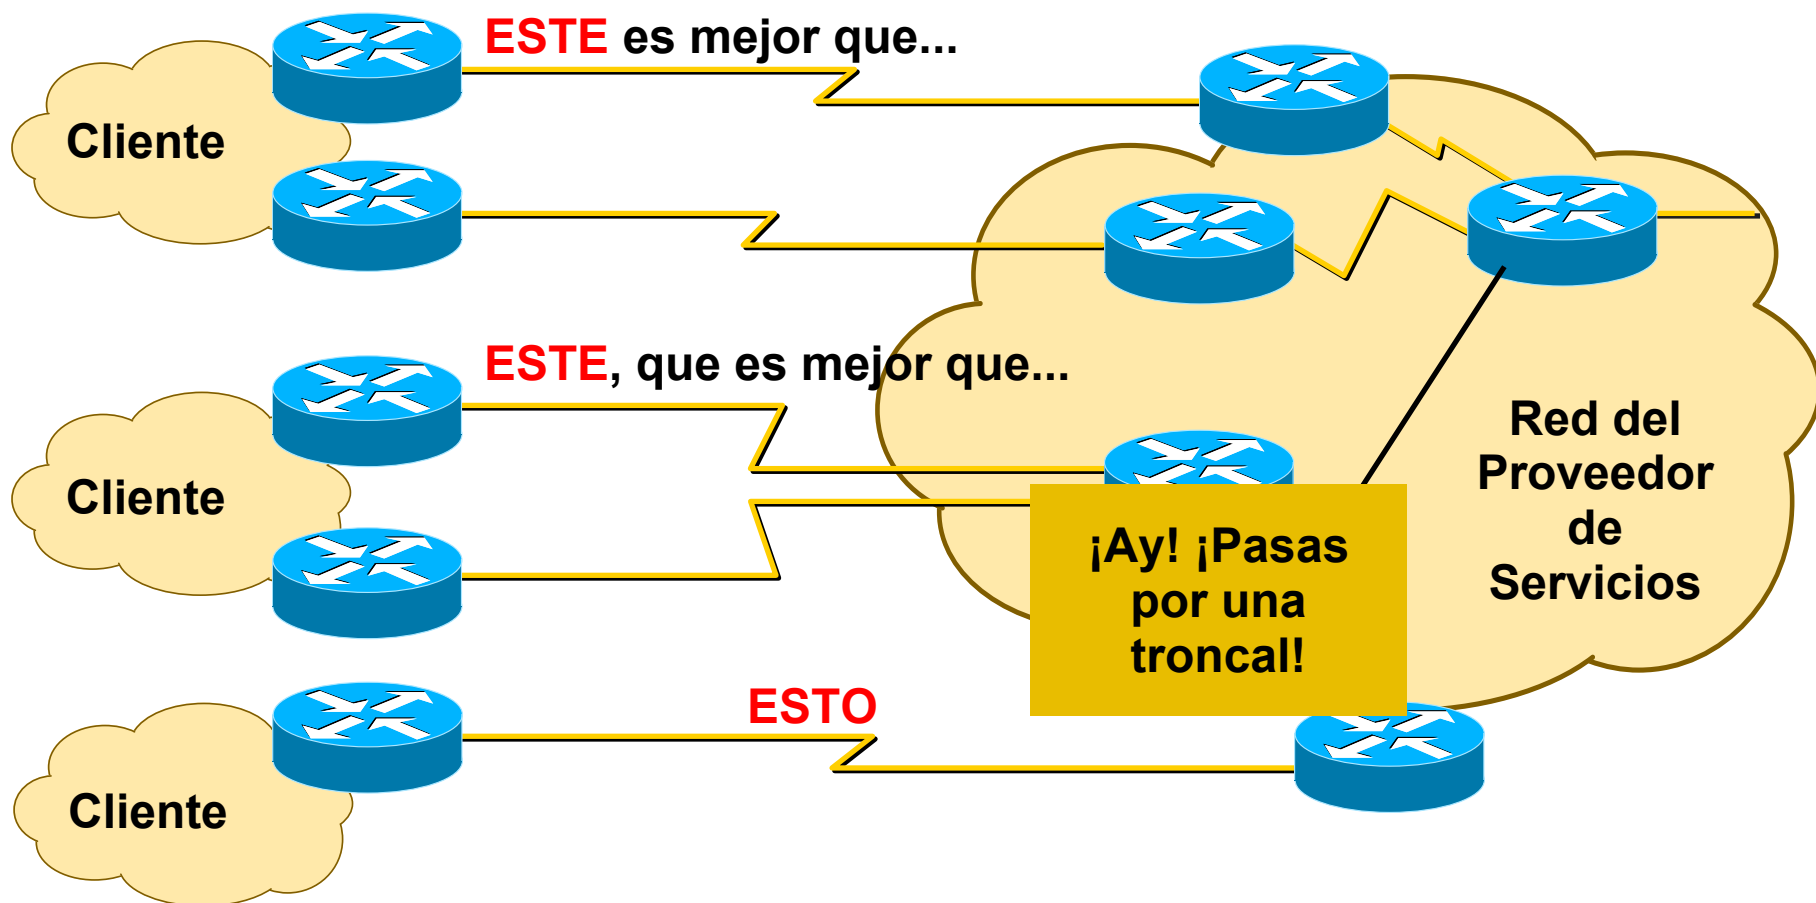 ESTE es mejor que...
Cliente
ESTE, que es mejor que...
Cliente
Red del
Proveedor
de
Servicios
¡Ay! ¡Pasas
por una
troncal!
ESTO
Cliente